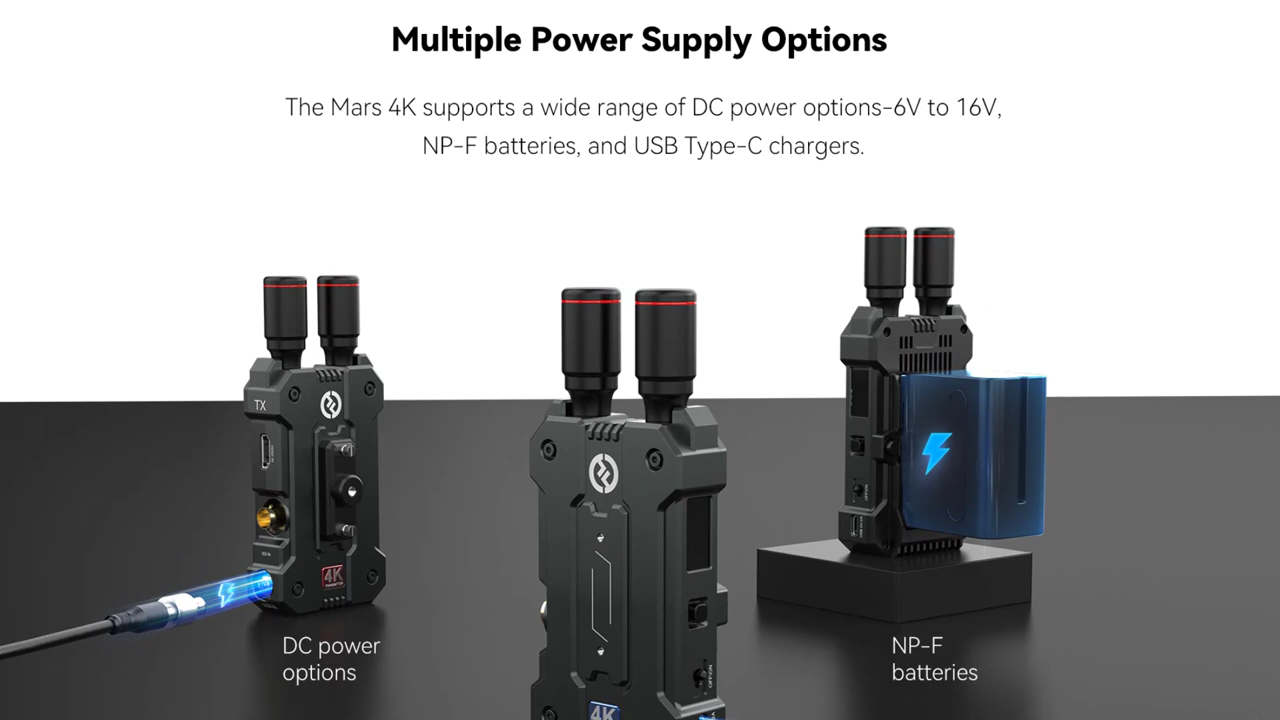 Multiple Power Supply Options
The Mars 4K supports a wide range of DC power options-6V to 16V,
NP-F batteries, and USB Type-C chargers.
TX
4K
DC power
options
4K
NP-F
batteries